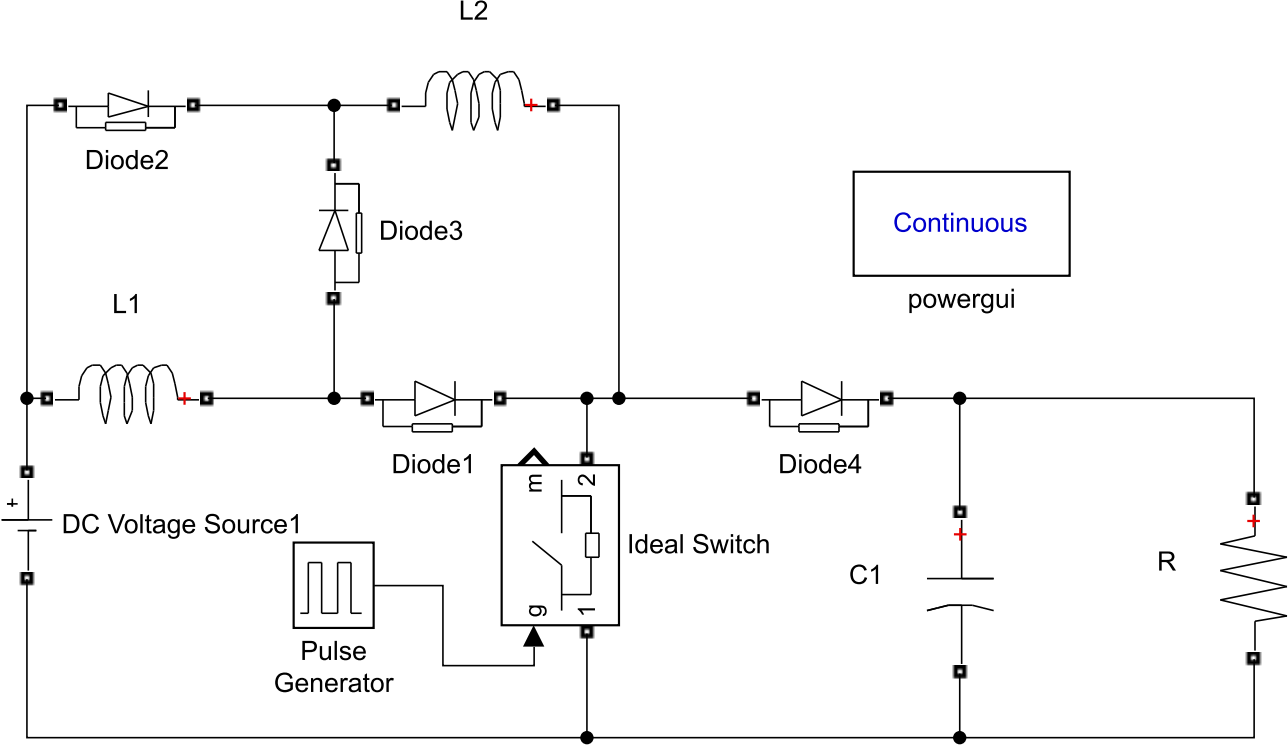 L2
Diode2
Diode3
Continuous
powergui
L1
Diode1
Diode4
+
DC Voltage Source1
m
2
Ideal Switch
g
1
C1
R
Pulse
Generator